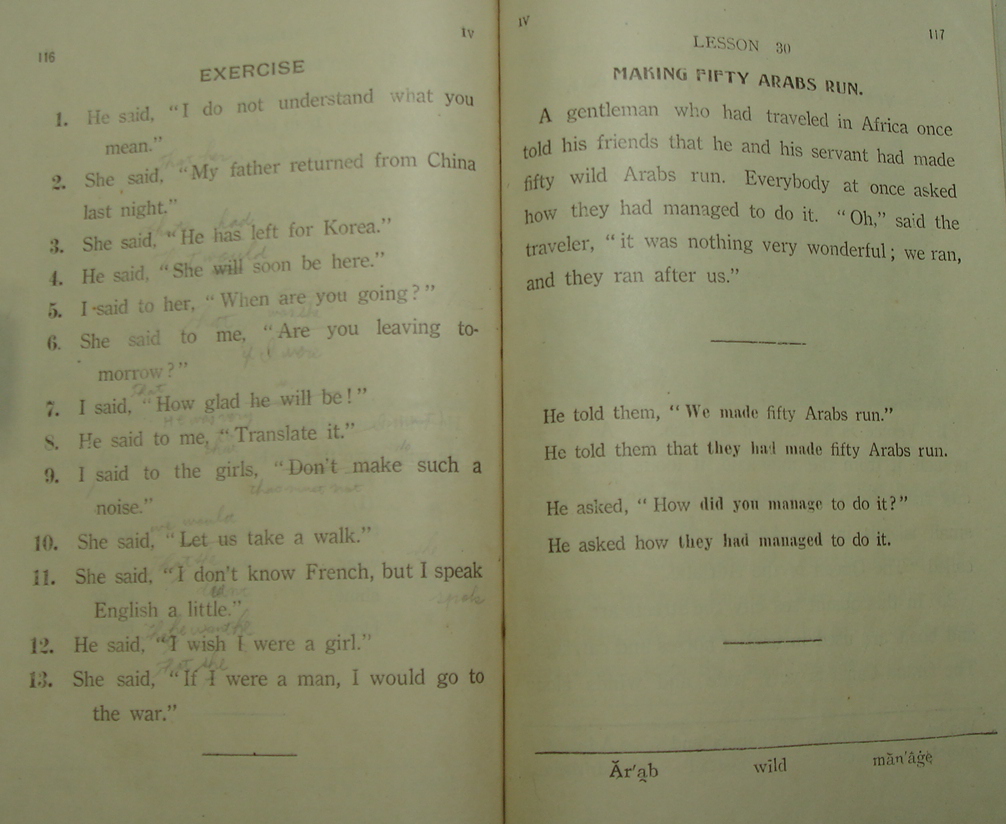 116
IV
EXERCISE
1. He said, “I do not understand what you
mean.”
2. She said, “My father returned from China
last night.”
3. She said, “He has left for Korea.”
had
4. He said, “She will soon be here.”
would
5. I said to her, “When are you going?”
6. She said to me, “Are you leaving to-
morrow?”
7. I said, “How glad he will be!”
that
8. He said to me, “Translate it.”
9. I said to the girls, “Don't make such a
noise.”
10. She said, “Let us take a walk.”
11. She said, “I don't know French, but I speak
English a little.”
12. He said, “I wish I were a girl.”
13. She said, “If I were a man, I would go to
that she
the war.”
IV
117
LESSON 30
MAKING FIFTY ARABS RUN.
A gentleman who had traveled in Africa once
told his friends that he and his servant had made
fifty wild Arabs run. Everybody at once asked
how they had managed to do it. “Oh,” said the
traveler, “it was nothing very wonderful; we ran,
and they ran after us.”
He told them, “We made fifty Arabs run.”
He told them that they had made fifty Arabs run.
He asked, “How did you manage to do it?”
He asked how they had managed to do it.
Ăr′a̤b wild măn′âġe